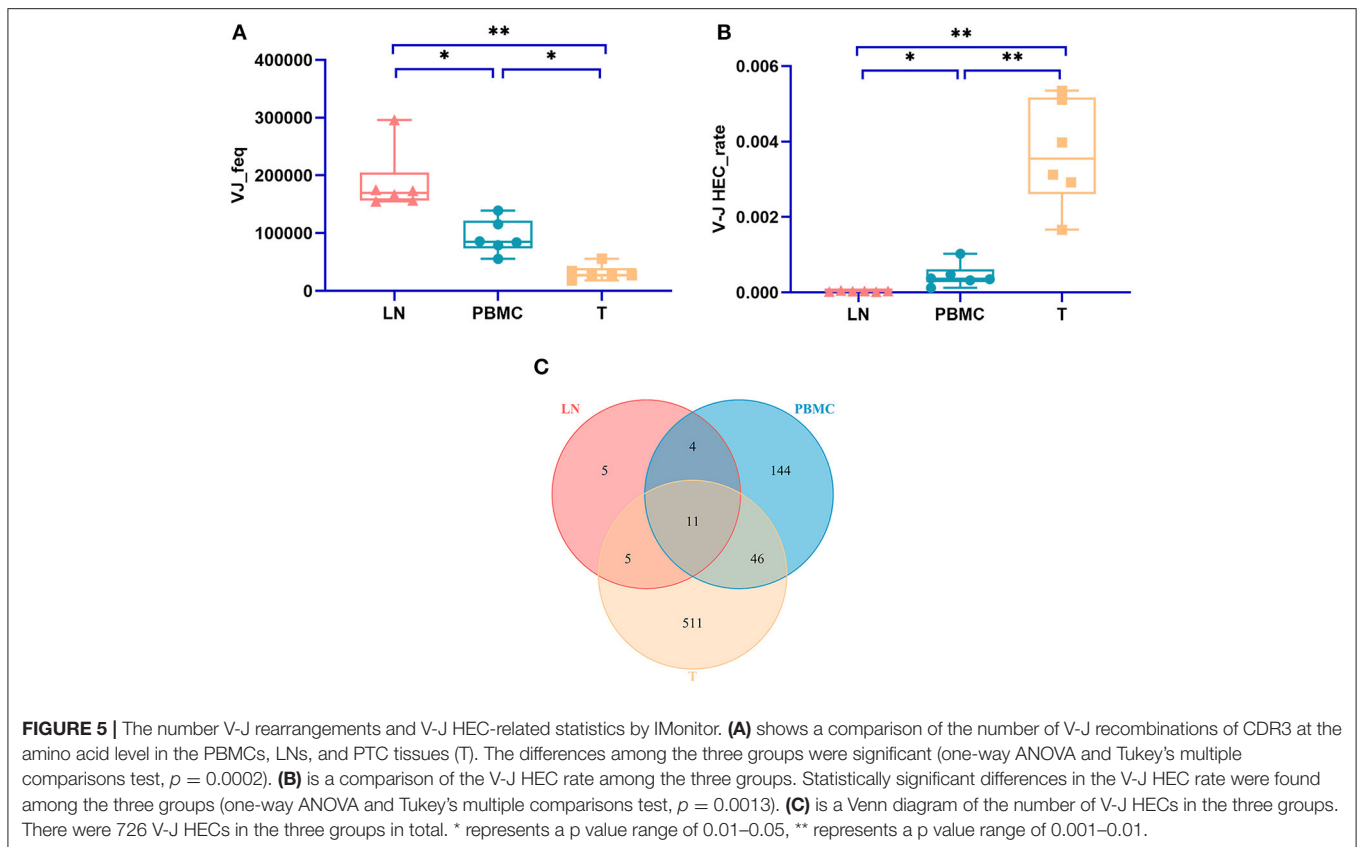 A
**
*
*
400000
300000
200000
100000
0
VJ_feq
LN
PBMC
T
B
**
*
**
0.006
0.004
0.002
0.000
V-J HEC_rate
LN
PBMC
T
C
LN
PBMC
4
5
144
11
5
46
511
T
FIGURE 5 | The number V-J rearrangements and V-J HEC-related statistics by IMonitor. (A) shows a comparison of the number of V-J recombinations of CDR3 at the
amino acid level in the PBMCs, LNs, and PTC tissues (T). The differences among the three groups were significant (one-way ANOVA and Tukey's multiple
comparisons test, p = 0.0002). (B) is a comparison of the V-J HEC rate among the three groups. Statistically significant differences in the V-J HEC rate were found
among the three groups (one-way ANOVA and Tukey's multiple comparisons test, p = 0.0013). (C) is a Venn diagram of the number of V-J HECs in the three groups.
There were 726 V-J HECs in the three groups in total. * represents a p value range of 0.01–0.05, ** represents a p value range of 0.001–0.01.